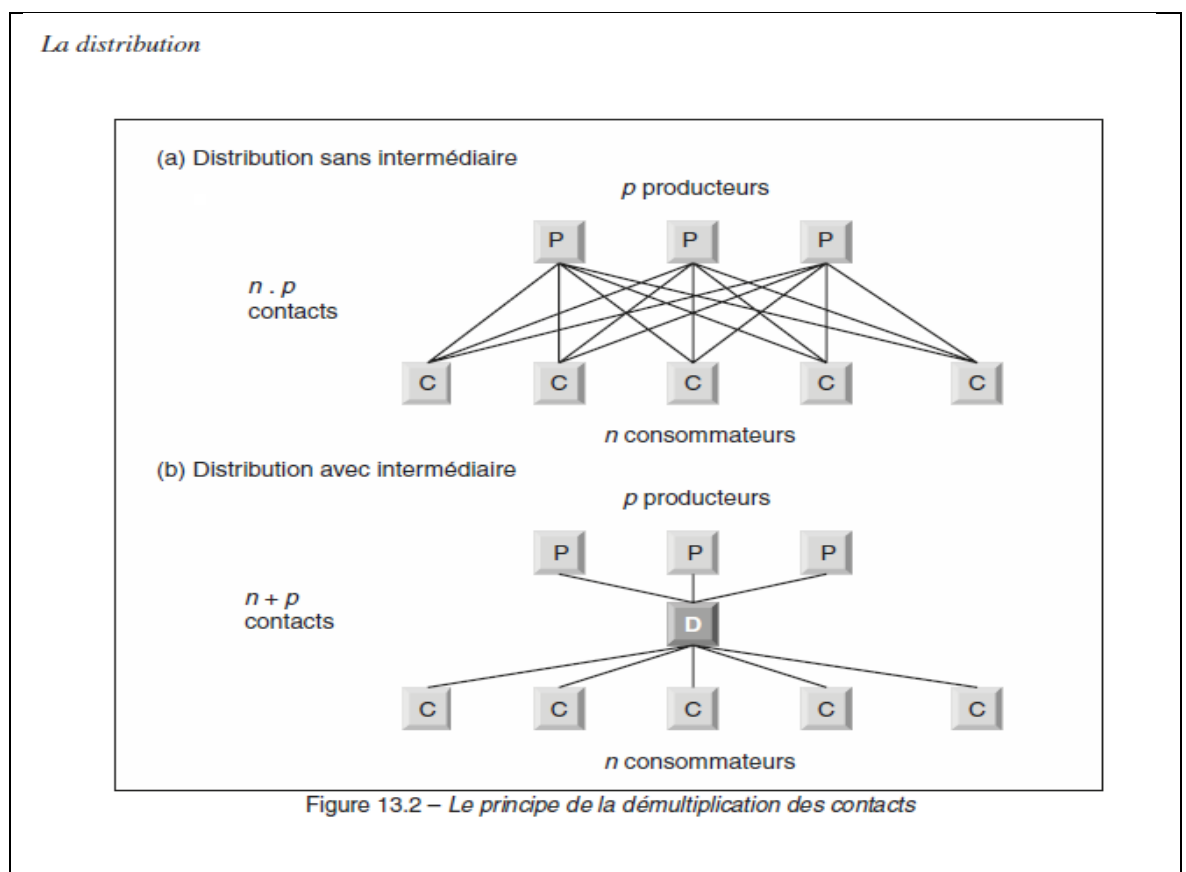 La distribution
(a) Distribution sans intermédiaire
p producteurs
P P P
n . p
contacts
C C C C C
n consommateurs
(b) Distribution avec intermédiaire
p producteurs
P P P
n + p
contacts
D
C C C C C
n consommateurs
Figure 13.2 – Le principe de la démultiplication des contacts